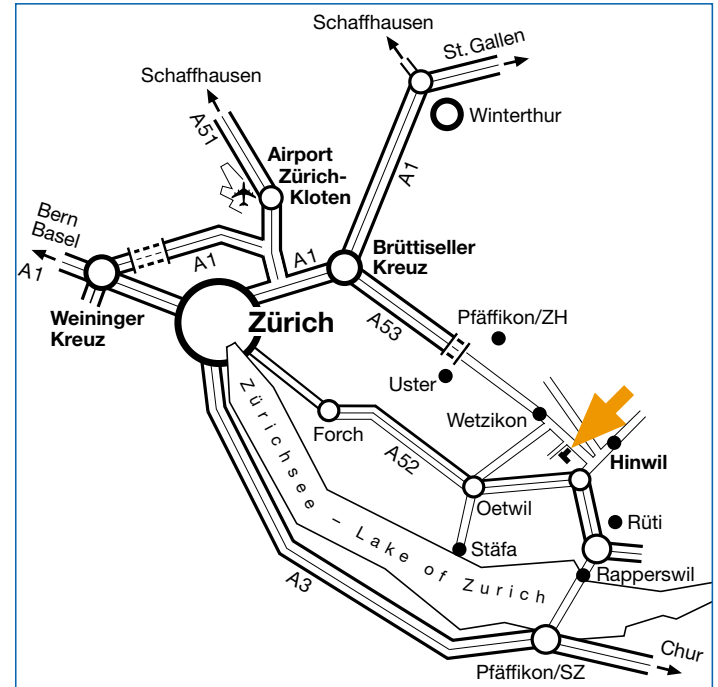 Schaffhausen
St. Gallen
Schaffhausen
Winterthur
A51
Airport
Zürich-
Kloten
A1
Bern
Basel
A1
A1
A1
Brüttiseller
Kreuz
Weininger
Kreuz
Zürich
A53
Pfäffikon/ZH
Uster
Wetzikon
Forch
A52
Hinwil
Oetwil
Rüti
Stäfa
Zürichsee – Lake of Zurich
Rapperswil
A3
Chur
Pfäffikon/SZ